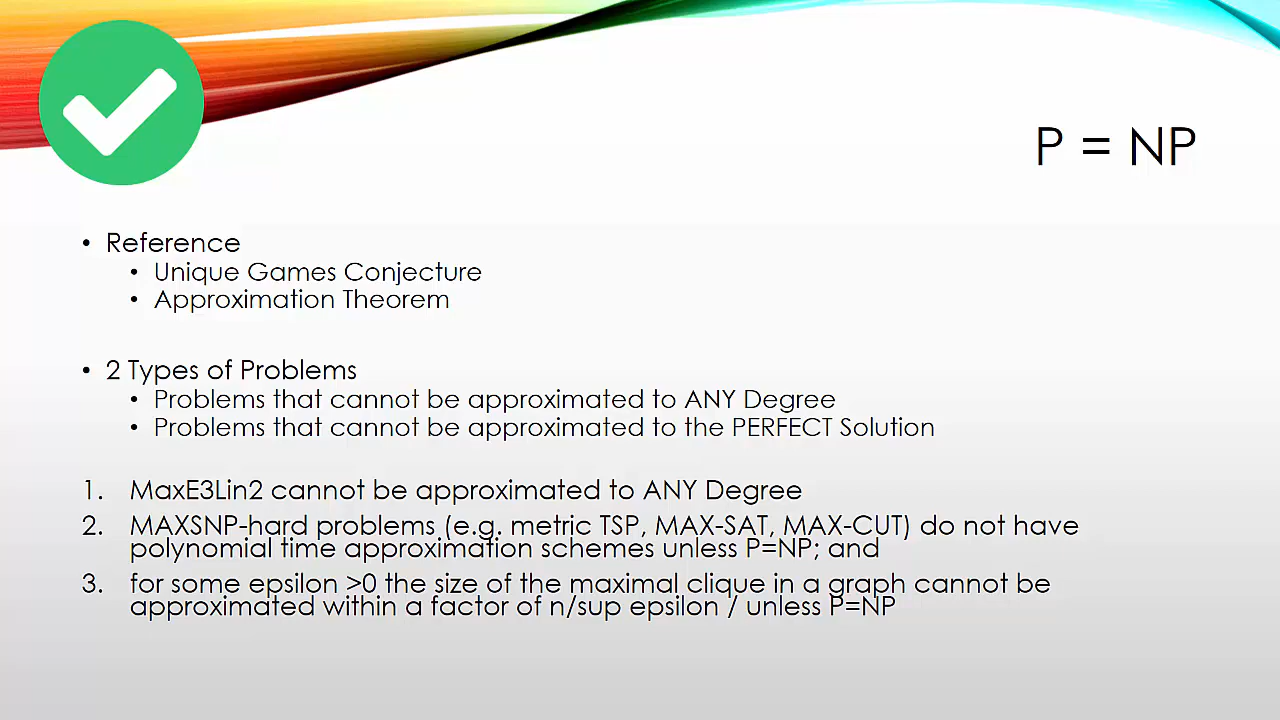 P = NP
• Reference
• Unique Games Conjecture
• Approximation Theorem
• 2 Types of Problems
• Problems that cannot be approximated to ANY Degree
• Problems that cannot be approximated to the PERFECT Solution
1. MaxE3Lin2 cannot be approximated to ANY Degree
2. MAXSNP-hard problems (e.g. metric TSP, MAX-SAT, MAX-CUT) do not have
polynomial time approximation schemes unless P=NP; and
3. for some epsilon >0 the size of the maximal clique in a graph cannot be
approximated within a factor of n/sup epsilon / unless P=NP